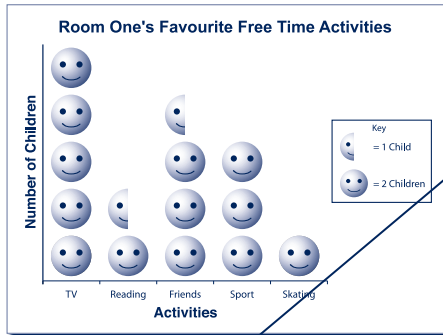 Room One's Favourite Free Time Activities
Number of Children
Key
= 1 Child
= 2 Children
TV Reading Friends Sport Skating
Activities